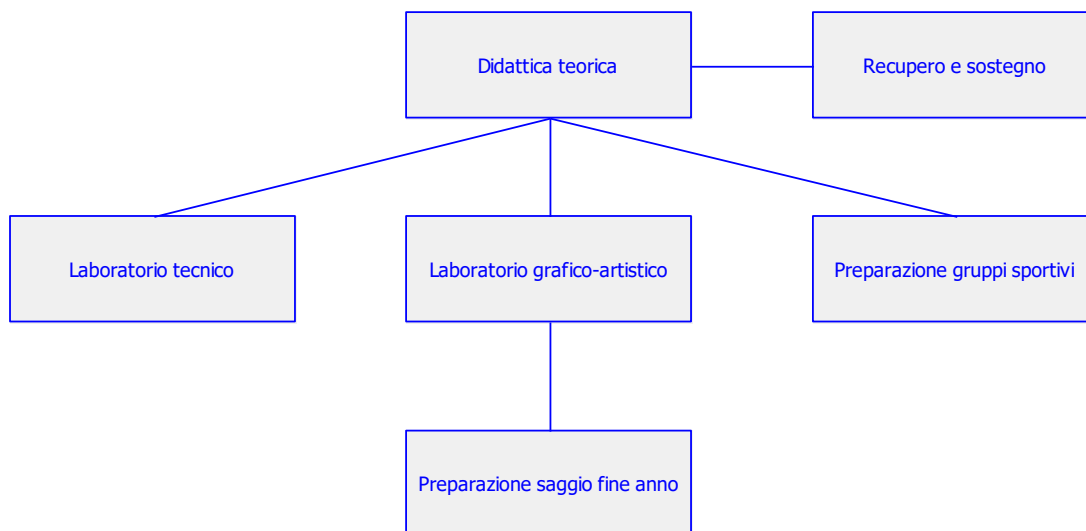 Didattica teorica
Recupero e sostegno
Laboratorio tecnico
Laboratorio grafico-artistico
Preparazione gruppi sportivi
Preparazione saggio fine anno